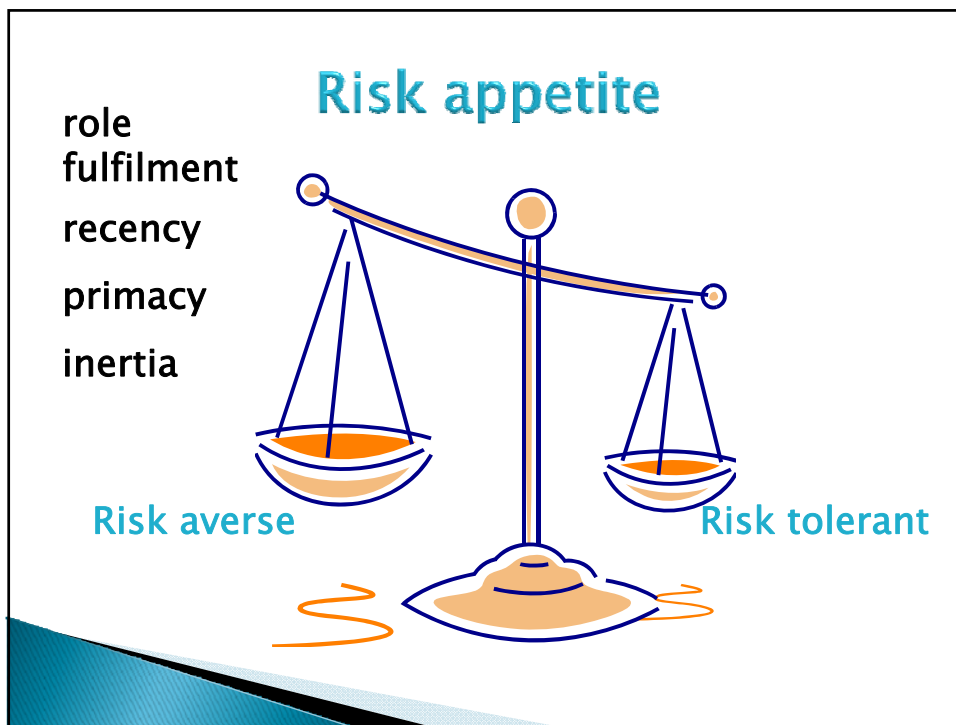 Risk appetite
role
fulfilment
recency
primacy
inertia
Risk averse
Risk tolerant